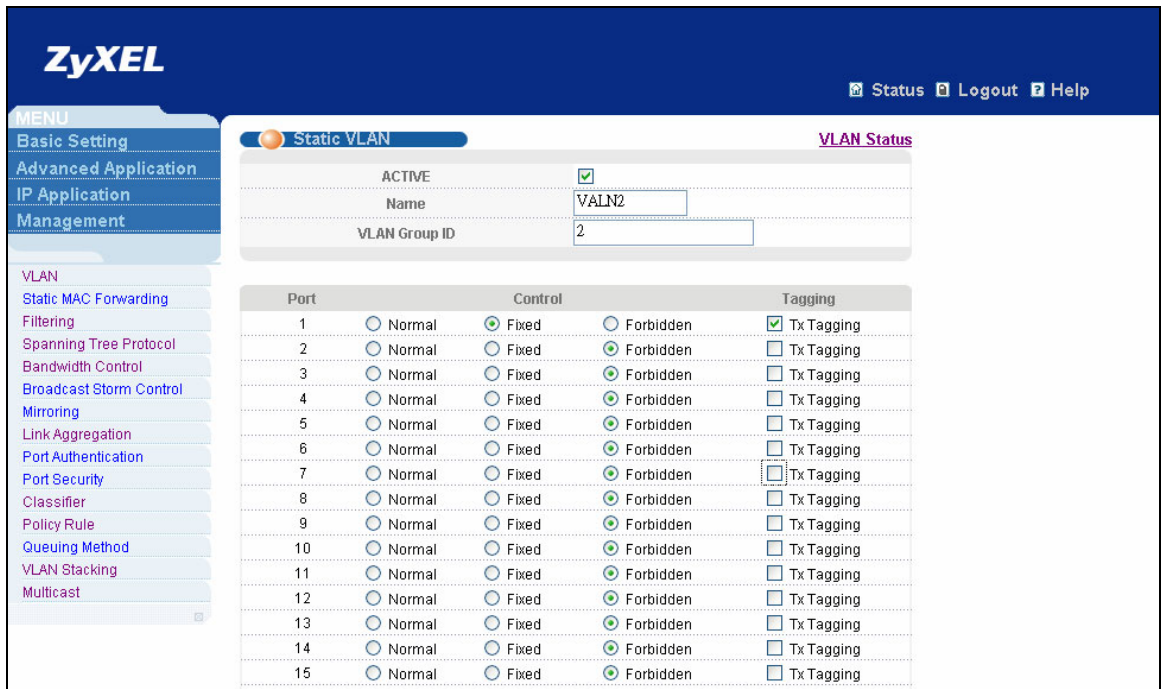 ZyXEL
Status Logout Help
MENU
Basic Setting
Advanced Application
IP Application
Management
VLAN
Static MAC Forwarding
Filtering
Spanning Tree Protocol
Bandwidth Control
Broadcast Storm Control
Mirroring
Link Aggregation
Port Authentication
Port Security
Classifier
Policy Rule
Queuing Method
VLAN Stacking
Multicast
Static VLAN VLAN Status
ACTIVE
Name VALN2
VLAN Group ID 2
Port Control Tagging
1 Normal Fixed Forbidden Tx Tagging
2 Normal Fixed Forbidden Tx Tagging
3 Normal Fixed Forbidden Tx Tagging
4 Normal Fixed Forbidden Tx Tagging
5 Normal Fixed Forbidden Tx Tagging
6 Normal Fixed Forbidden Tx Tagging
7 Normal Fixed Forbidden Tx Tagging
8 Normal Fixed Forbidden Tx Tagging
9 Normal Fixed Forbidden Tx Tagging
10 Normal Fixed Forbidden Tx Tagging
11 Normal Fixed Forbidden Tx Tagging
12 Normal Fixed Forbidden Tx Tagging
13 Normal Fixed Forbidden Tx Tagging
14 Normal Fixed Forbidden Tx Tagging
15 Normal Fixed Forbidden Tx Tagging